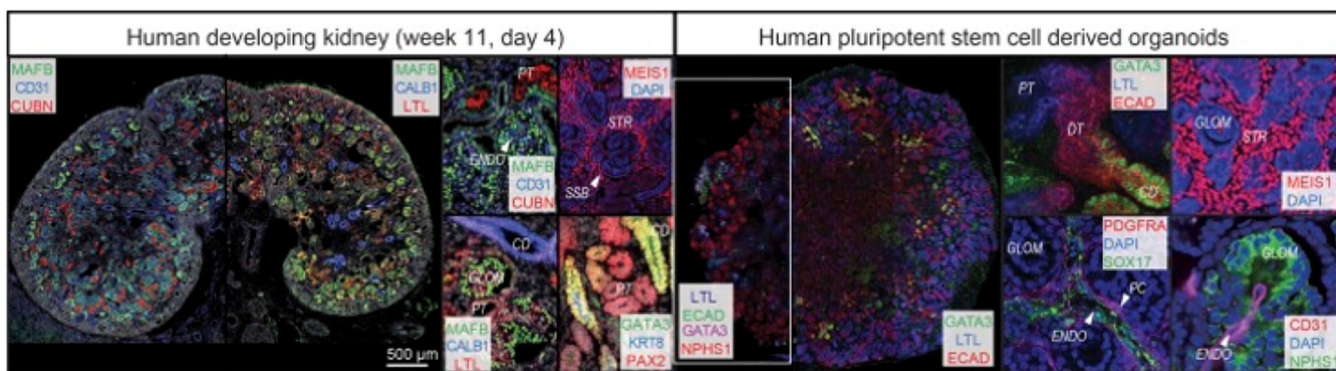 Human developing kidney (week 11, day 4)
Human pluripotent stem cell derived organoids
MAFB
CD31
CUBN
MAFB
CALB1
LTL
500 µm
PT
ENDO
MAFB
CD31
CUBN
MEIS1
DAPI
STR
SSB
CD
GLOM
PT
MAFB
CALB1
LTL
CD
PT
GATA3
KRT8
PAX2
LTL
ECAD
GATA3
NPHS1
GATA3
LTL
ECAD
GATA3
LTL
ECAD
PT
DT
CD
GLOM
STR
MEIS1
DAPI
PDGFRA
DAPI
SOX17
GLOM
PC
ENDO
GLOM
ENDO
CD31
DAPI
NPHS1